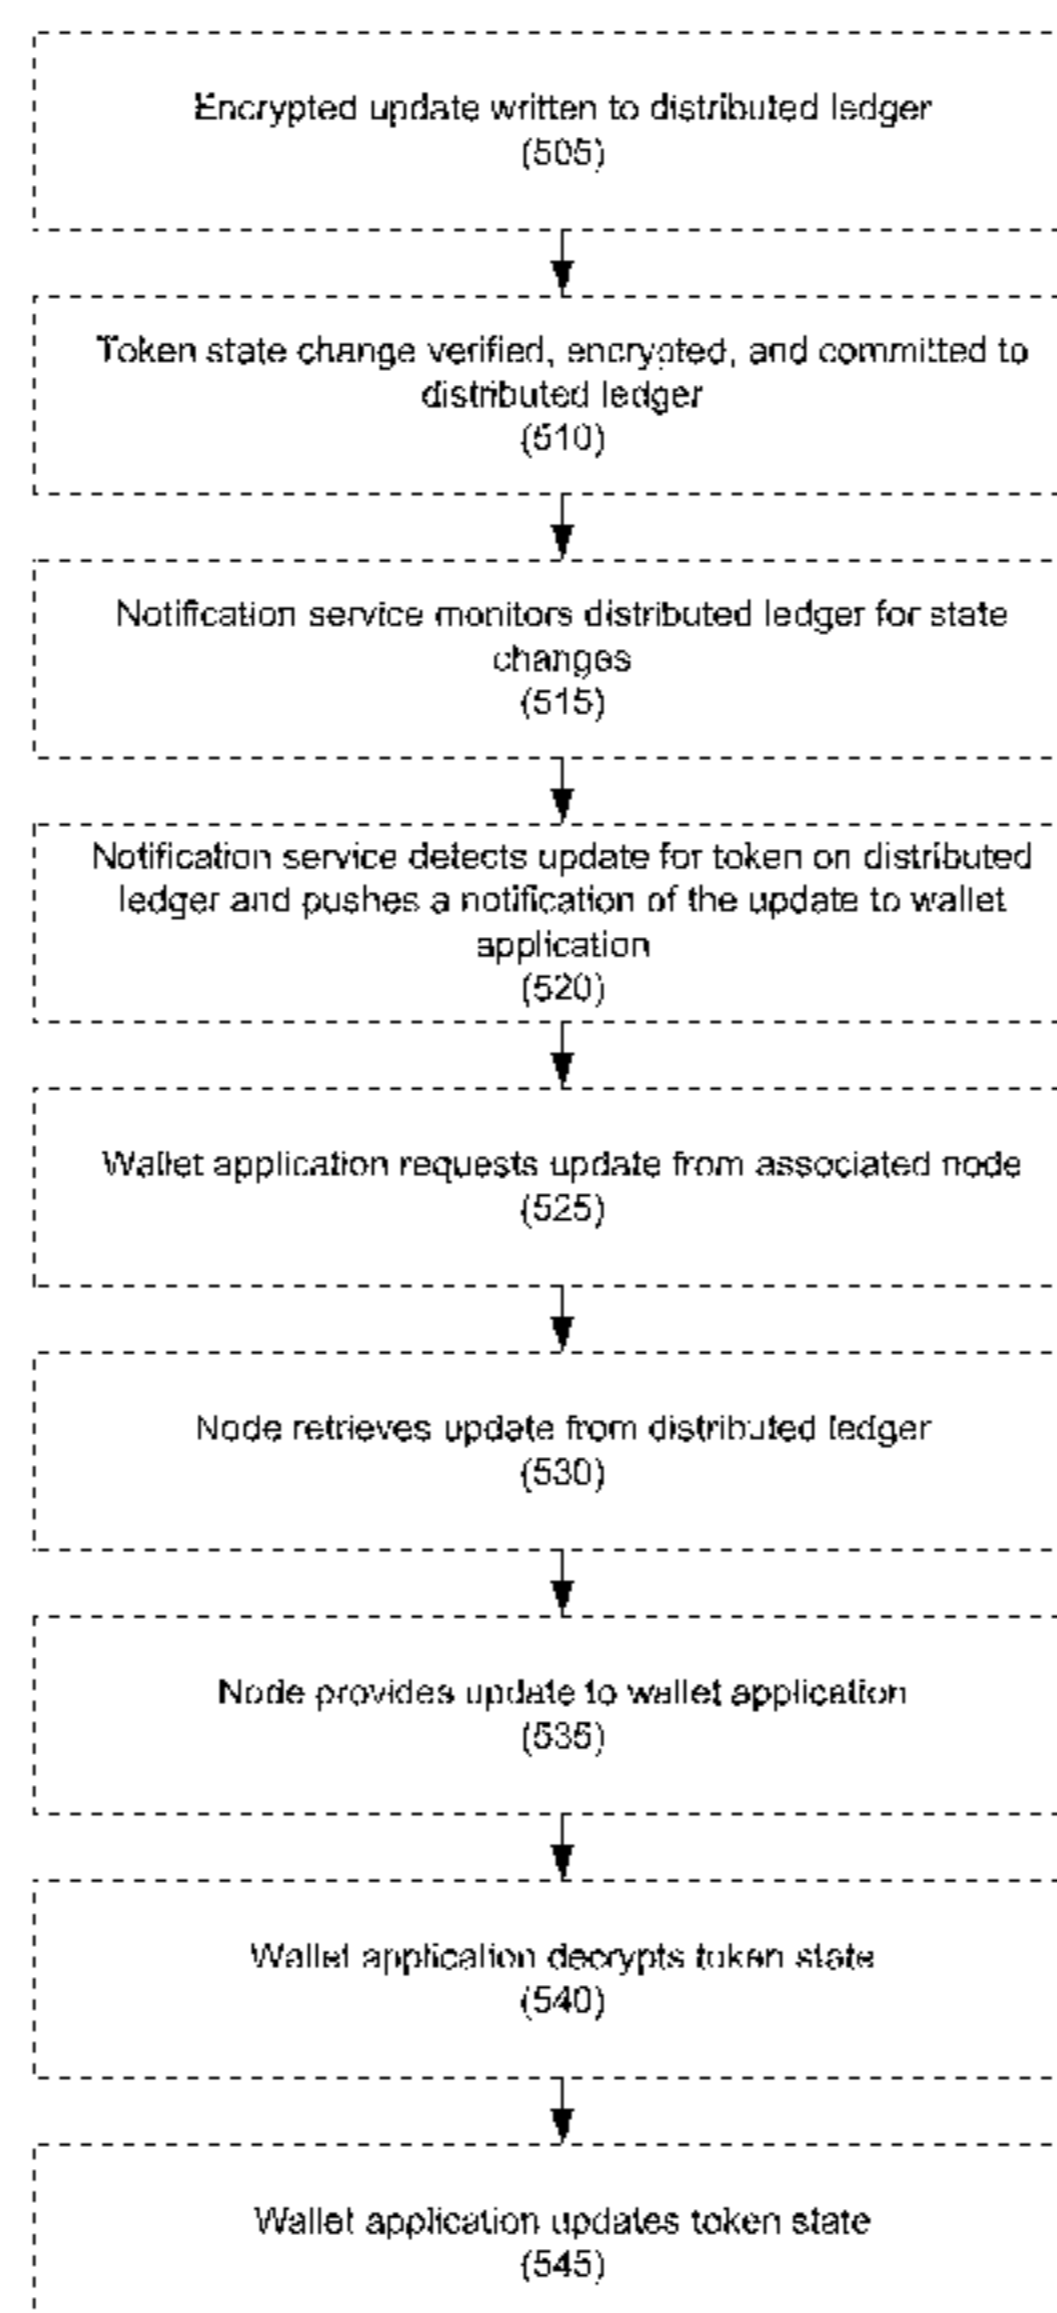 Encrypted update written to distributed ledger
(505)
Token state change verified, encrypted, and committed to
distributed ledger
(510)
Notification service monitors distributed ledger for state
changes
(515)
Notification service detects update for token on distributed
ledger and pushes a notification of the update to wallet
application
(520)
Wallet application requests update from associated node
(525)
Node retrieves update from distributed ledger
(530)
Node provides update to wallet application
(535)
Wallet application decrypts token state
(540)
Wallet application updates token state
(545)